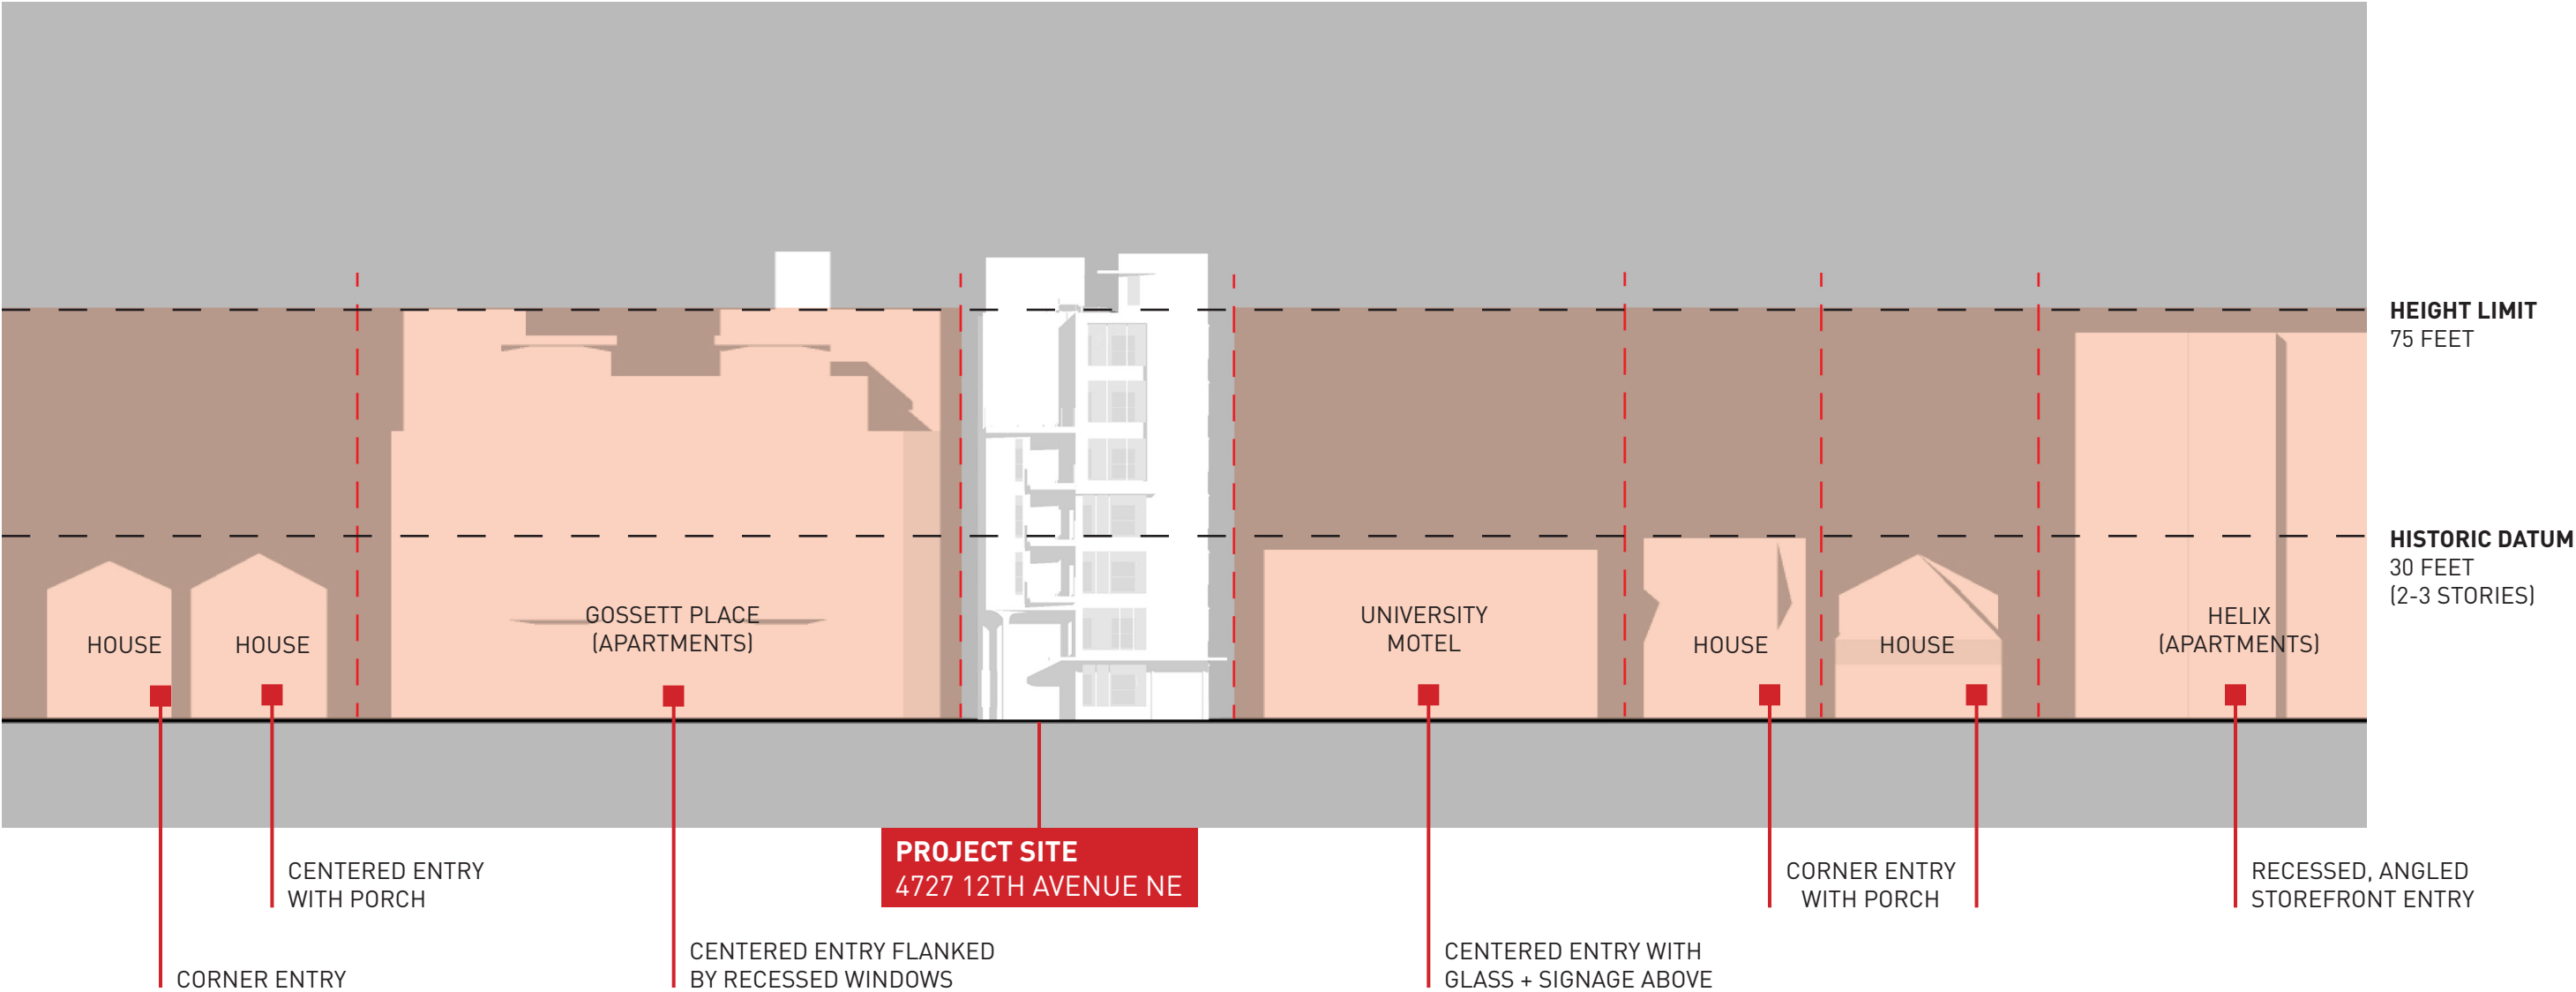 HEIGHT LIMIT
75 FEET
HISTORIC DATUM
30 FEET
(2-3 STORIES)
HOUSE
HOUSE
GOSSETT PLACE
(APARTMENTS)
UNIVERSITY
MOTEL
HOUSE
HOUSE
HELIX
(APARTMENTS)
PROJECT SITE
4727 12TH AVENUE NE
CENTERED ENTRY
WITH PORCH
CORNER ENTRY
WITH PORCH
RECESSED, ANGLED
STOREFRONT ENTRY
CORNER ENTRY
CENTERED ENTRY FLANKED
BY RECESSED WINDOWS
CENTERED ENTRY WITH
GLASS + SIGNAGE ABOVE